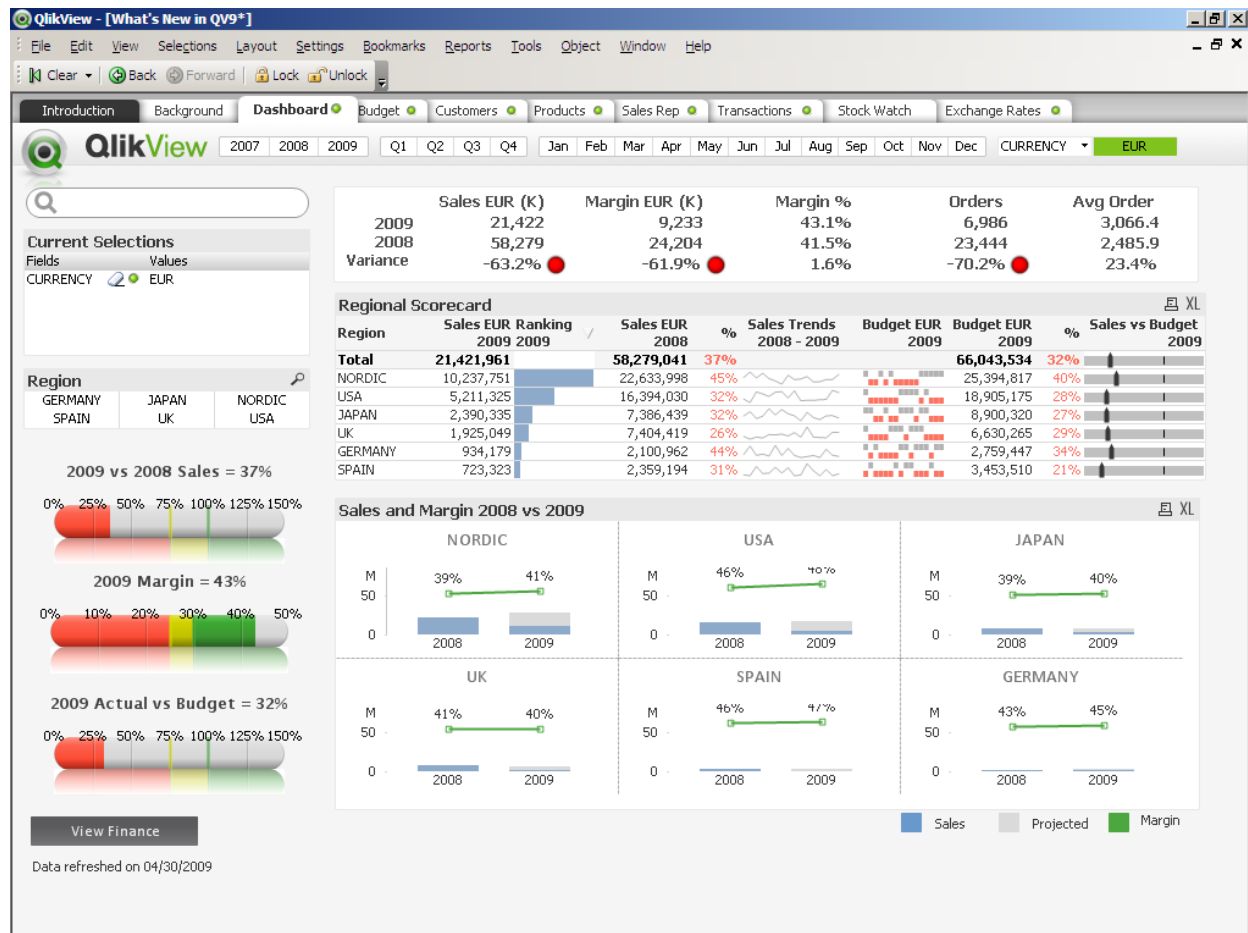 QlikView - [What's New in QV9*]
File Edit View Selections Layout Settings Bookmarks Reports Tools Object Window Help
Clear Back Forward Lock Unlock
Introduction Background Dashboard Budget Customers Products Sales Rep Transactions Stock Watch Exchange Rates
QlikView 2007 2008 2009 Q1 Q2 Q3 Q4 Jan Feb Mar Apr May Jun Jul Aug Sep Oct Nov Dec CURRENCY EUR
Current Selections
Fields Values
CURRENCY EUR
Region
GERMANY JAPAN NORDIC
SPAIN UK USA
2009 vs 2008 Sales = 37%
0% 25% 50% 75% 100% 125% 150%
2009 Margin = 43%
0% 10% 20% 30% 40% 50%
2009 Actual vs Budget = 32%
0% 25% 50% 75% 100% 125% 150%
View Finance
Data refreshed on 04/30/2009
Sales EUR (K) Margin EUR (K) Margin % Orders Avg Order
2009 21,422 9,233 43.1% 6,986 3,066.4
2008 58,279 24,204 41.5% 23,444 2,485.9
Variance -63.2% -61.9% 1.6% -70.2% 23.4%
Regional Scorecard XL
Region Sales EUR 2009 Ranking 2009 Sales EUR 2008 % Sales Trends 2008 - 2009 Budget EUR 2009 Budget EUR 2009 % Sales vs Budget 2009
Total 21,421,961 58,279,041 37% 66,043,534 32%
NORDIC 10,237,751 22,633,998 45% 25,394,817 40%
USA 5,211,325 16,394,030 32% 18,905,175 28%
JAPAN 2,390,335 7,386,439 32% 8,900,320 27%
UK 1,925,049 7,404,419 26% 6,630,265 29%
GERMANY 934,179 2,100,962 44% 2,759,447 34%
SPAIN 723,323 2,359,194 31% 3,453,510 21%
Sales and Margin 2008 vs 2009 XL
NORDIC USA JAPAN
M 39% 41% M 46% M 39% 40%
50 50 50
0 0 0
2008 2009 2008 2009 2008 2009
UK SPAIN GERMANY
M 41% 40% M 46% 47% M 43% 45%
50 50 50
0 0 0
2008 2009 2008 2009 2008 2009
Sales Projected Margin